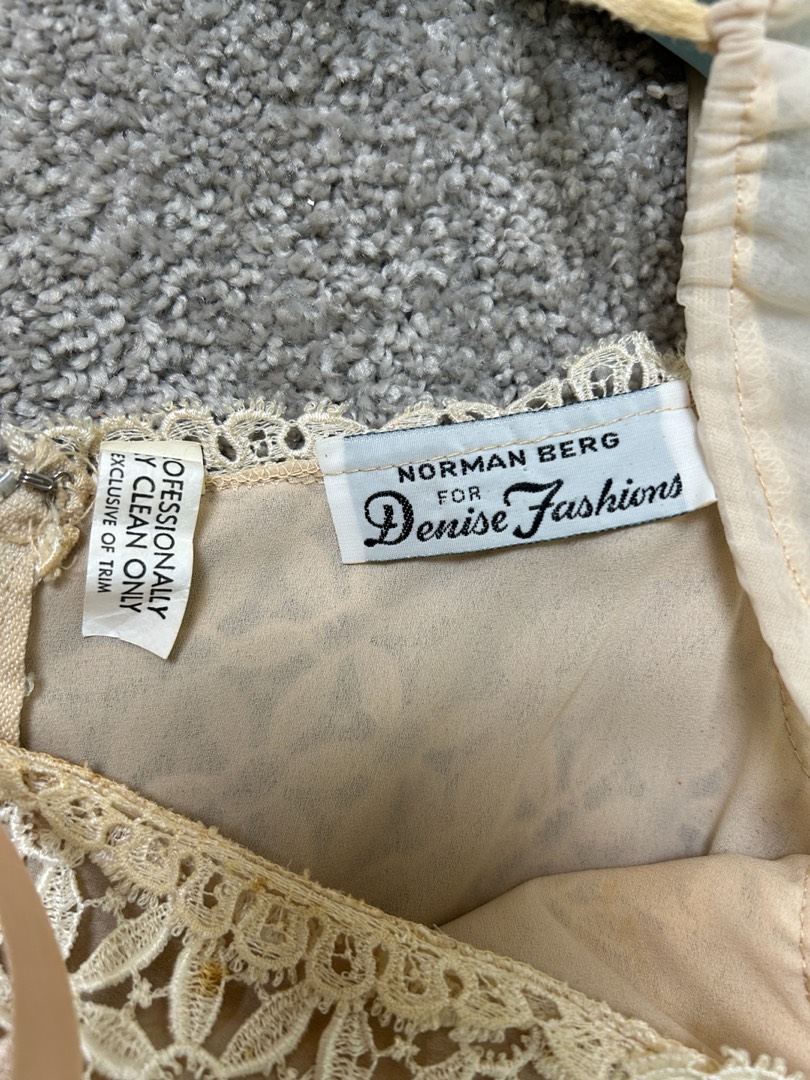 NORMAN BERG
FOR
Denise Fashions
OFESSIONALLY
Y CLEAN ONLY
EXCLUSIVE OF TRIM